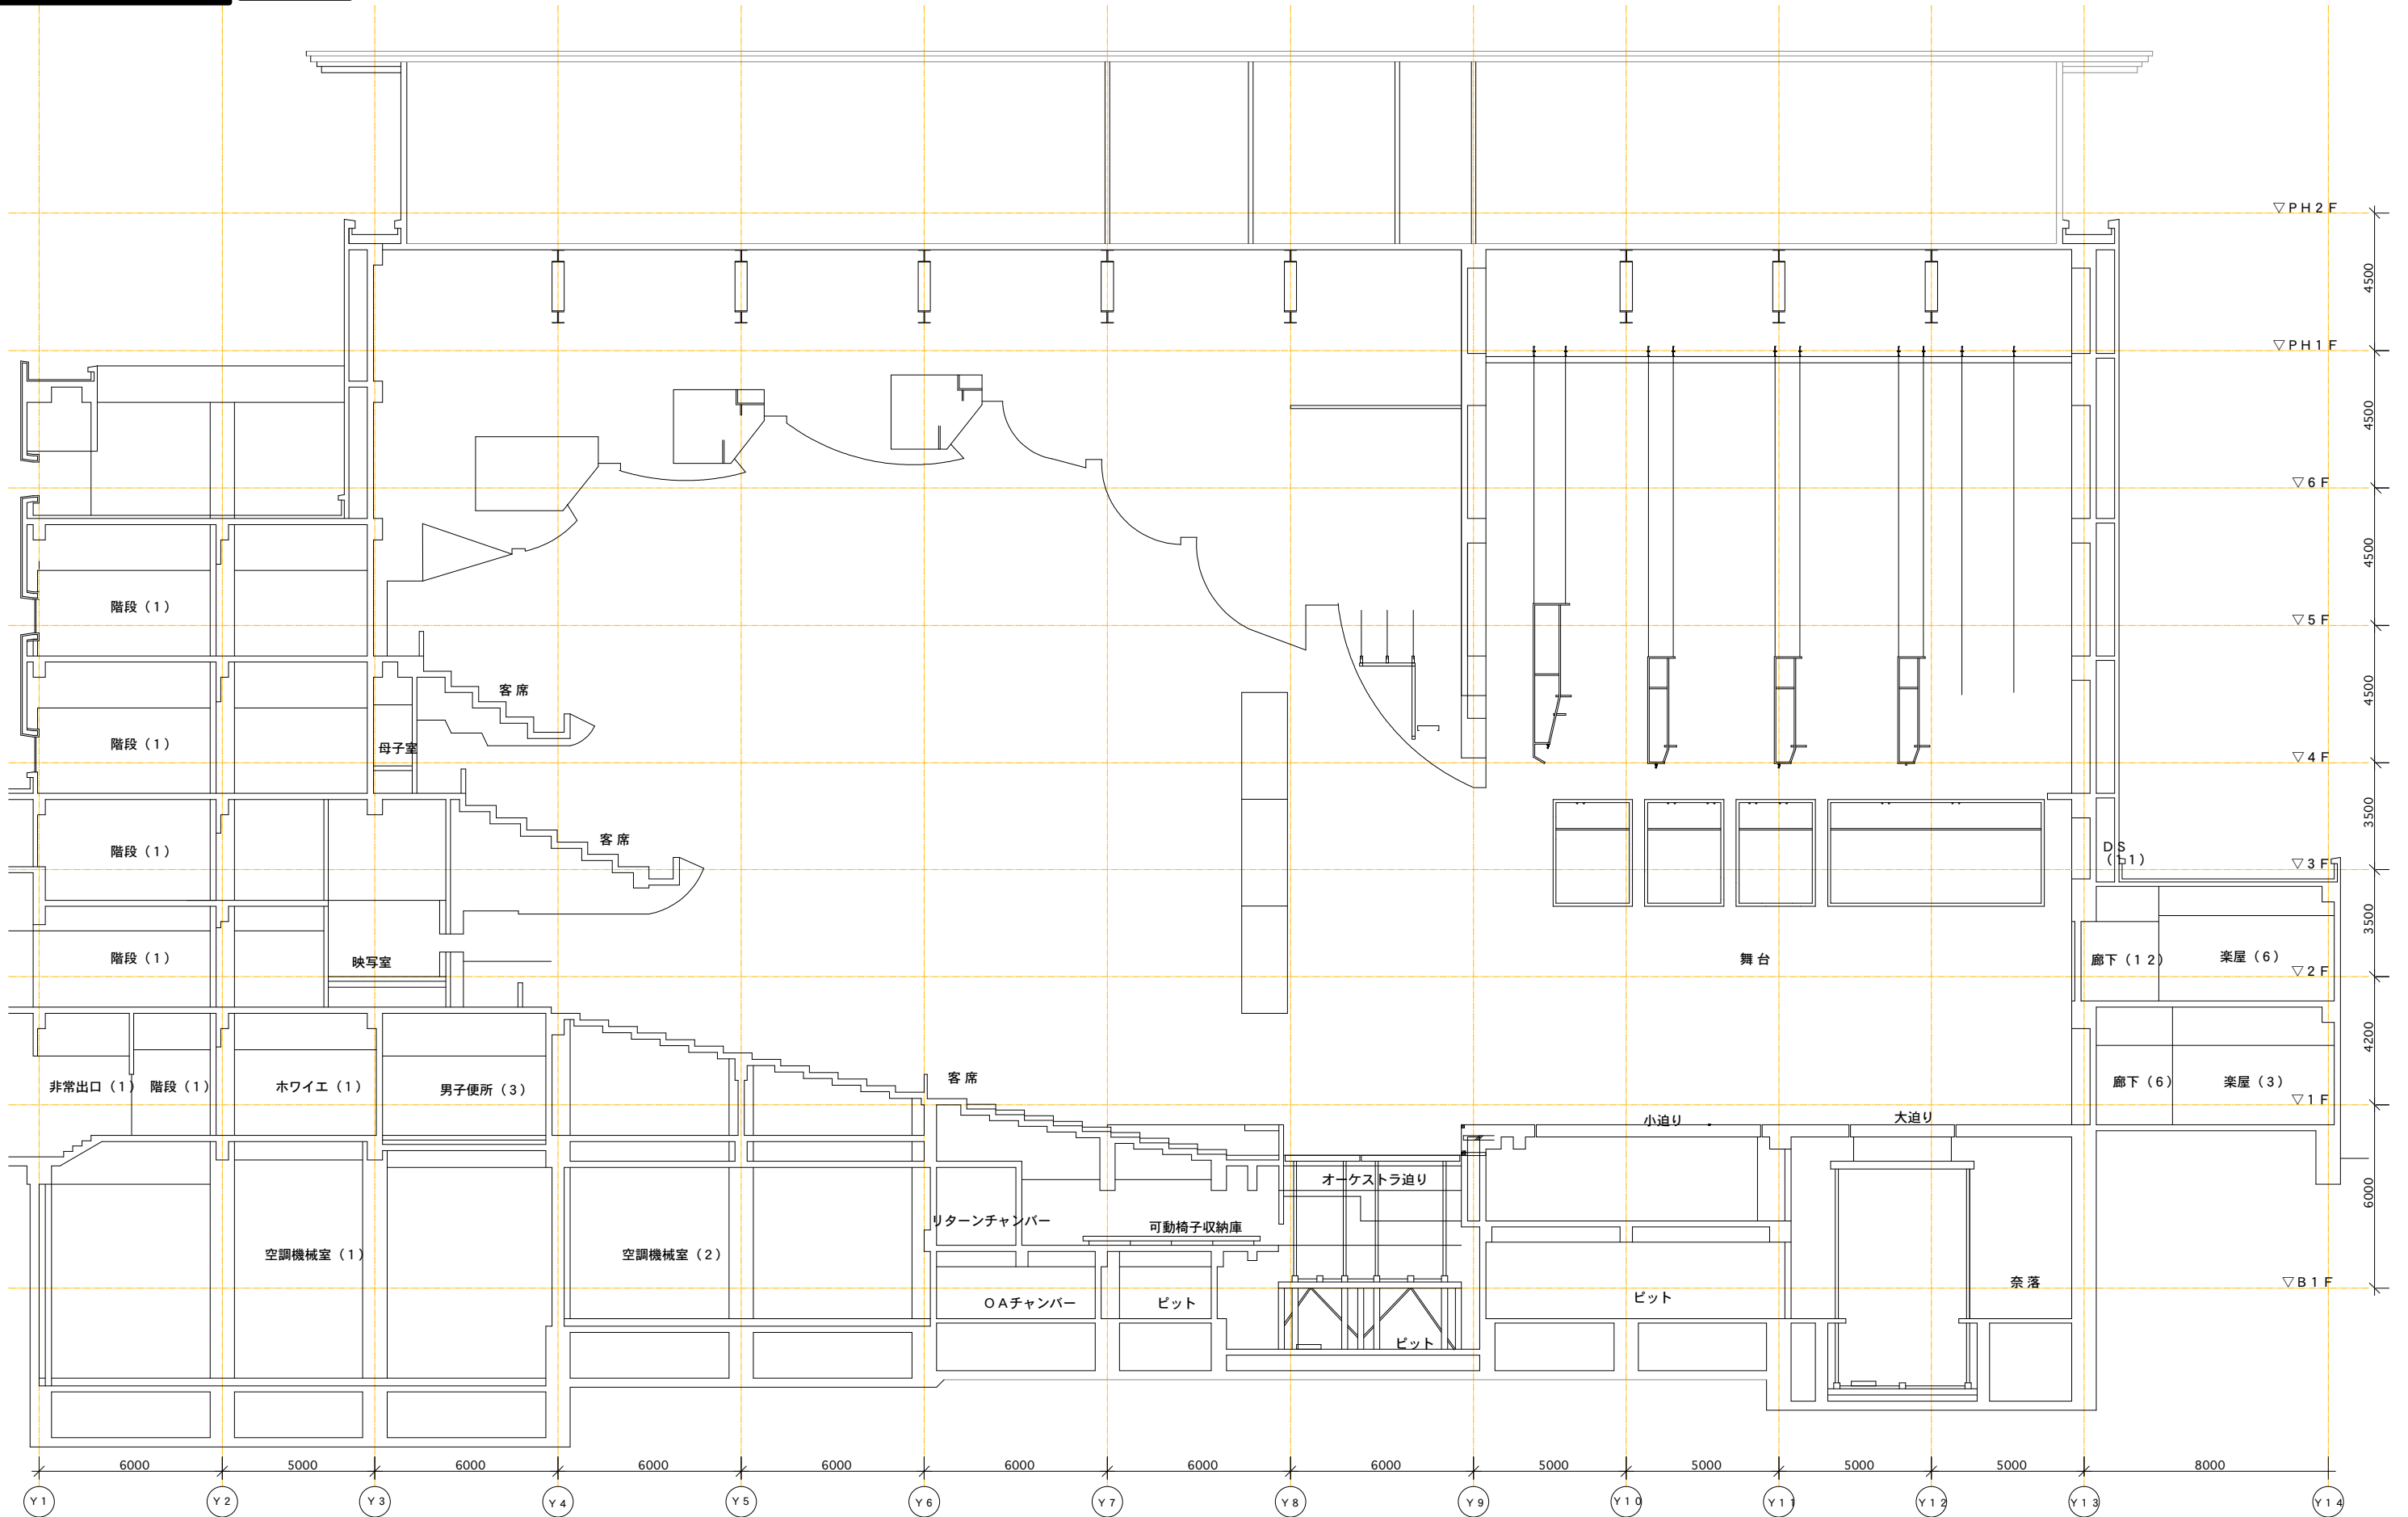 ▽ＰＨ２Ｆ
4500
▽ＰＨ１Ｆ
4500
▽６Ｆ
4500
階段（１）
▽５Ｆ
客 席
4500
階段（１）
母子室
▽４Ｆ
3500
客 席
階段（１）
ＤＳ
（１１）
▽３Ｆ
3500
階段（１）
映写室
舞 台
廊下（１２）
楽屋（６）
▽２Ｆ
4200
非常出口（１）
階段（１）
ホワイエ（１）
男子便所（３）
客 席
廊下（６）
楽屋（３）
▽１Ｆ
小迫り
大迫り
オーケストラ迫り
6000
リターンチャンバー
可動椅子収納庫
空調機械室（１）
空調機械室（２）
▽Ｂ１Ｆ
ＯＡチャンバー
ピット
ピット
奈 落
ピット
6000 5000 6000 6000 6000 6000 6000 6000 5000 5000 5000 5000 8000
Ｙ１ Ｙ２ Ｙ３ Ｙ４ Ｙ５ Ｙ６ Ｙ７ Ｙ８ Ｙ９ Ｙ１０ Ｙ１１ Ｙ１２ Ｙ１３ Ｙ１４